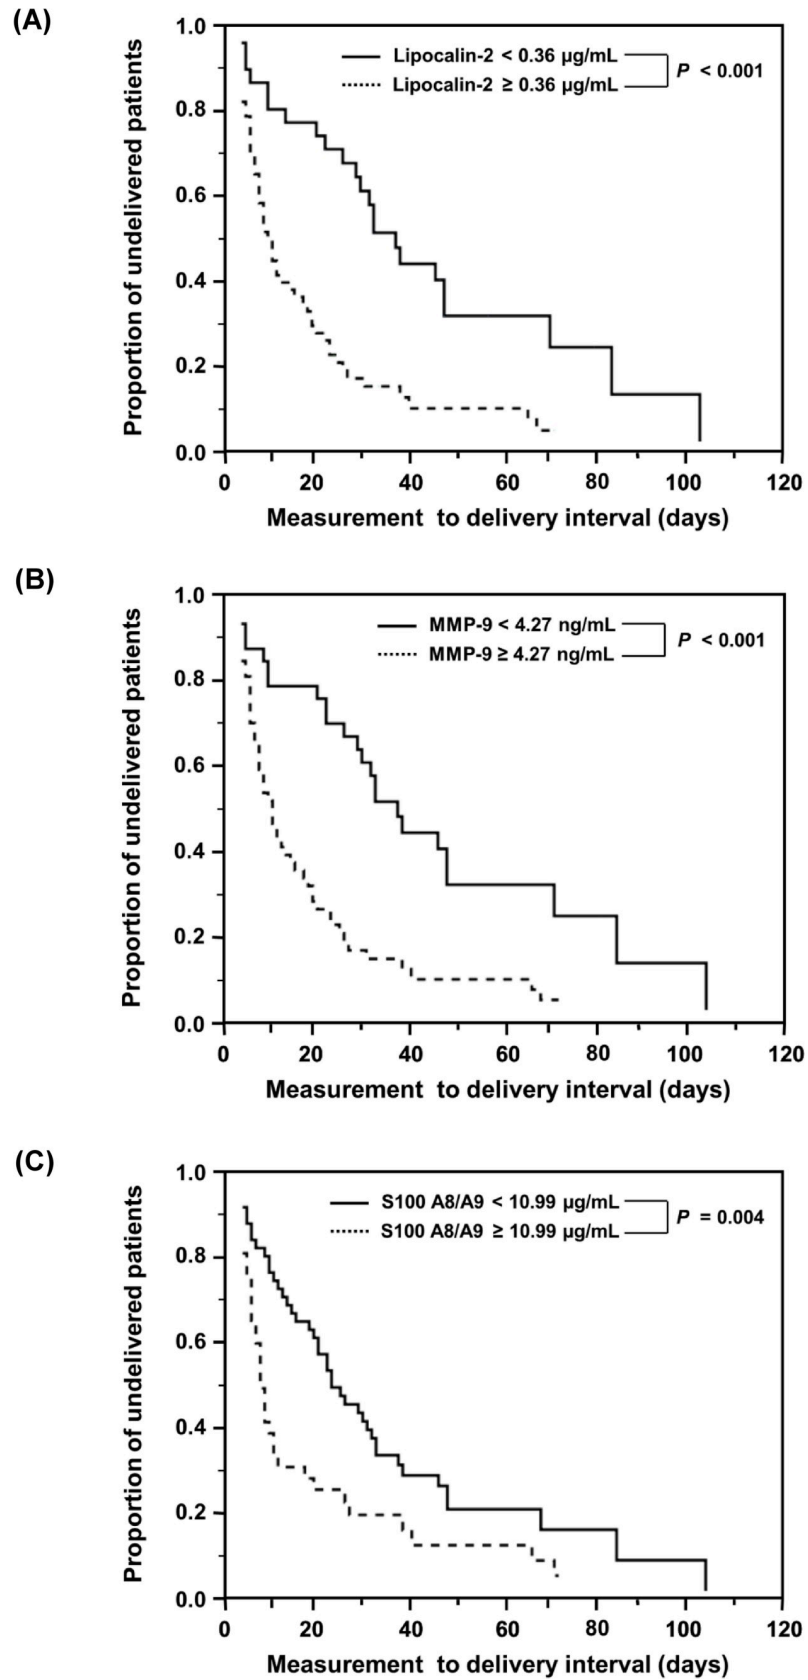 (A)
Proportion of undelivered patients
1.0
0.8
0.6
0.4
0.2
0.0
Lipocalin-2 < 0.36 µg/mL
Lipocalin-2 ≥ 0.36 µg/mL
P < 0.001
0 20 40 60 80 100 120
Measurement to delivery interval (days)
(B)
Proportion of undelivered patients
1.0
0.8
0.6
0.4
0.2
0.0
MMP-9 < 4.27 ng/mL
MMP-9 ≥ 4.27 ng/mL
P < 0.001
0 20 40 60 80 100 120
Measurement to delivery interval (days)
(C)
Proportion of undelivered patients
1.0
0.8
0.6
0.4
0.2
0.0
S100 A8/A9 < 10.99 µg/mL
S100 A8/A9 ≥ 10.99 µg/mL
P = 0.004
0 20 40 60 80 100 120
Measurement to delivery interval (days)